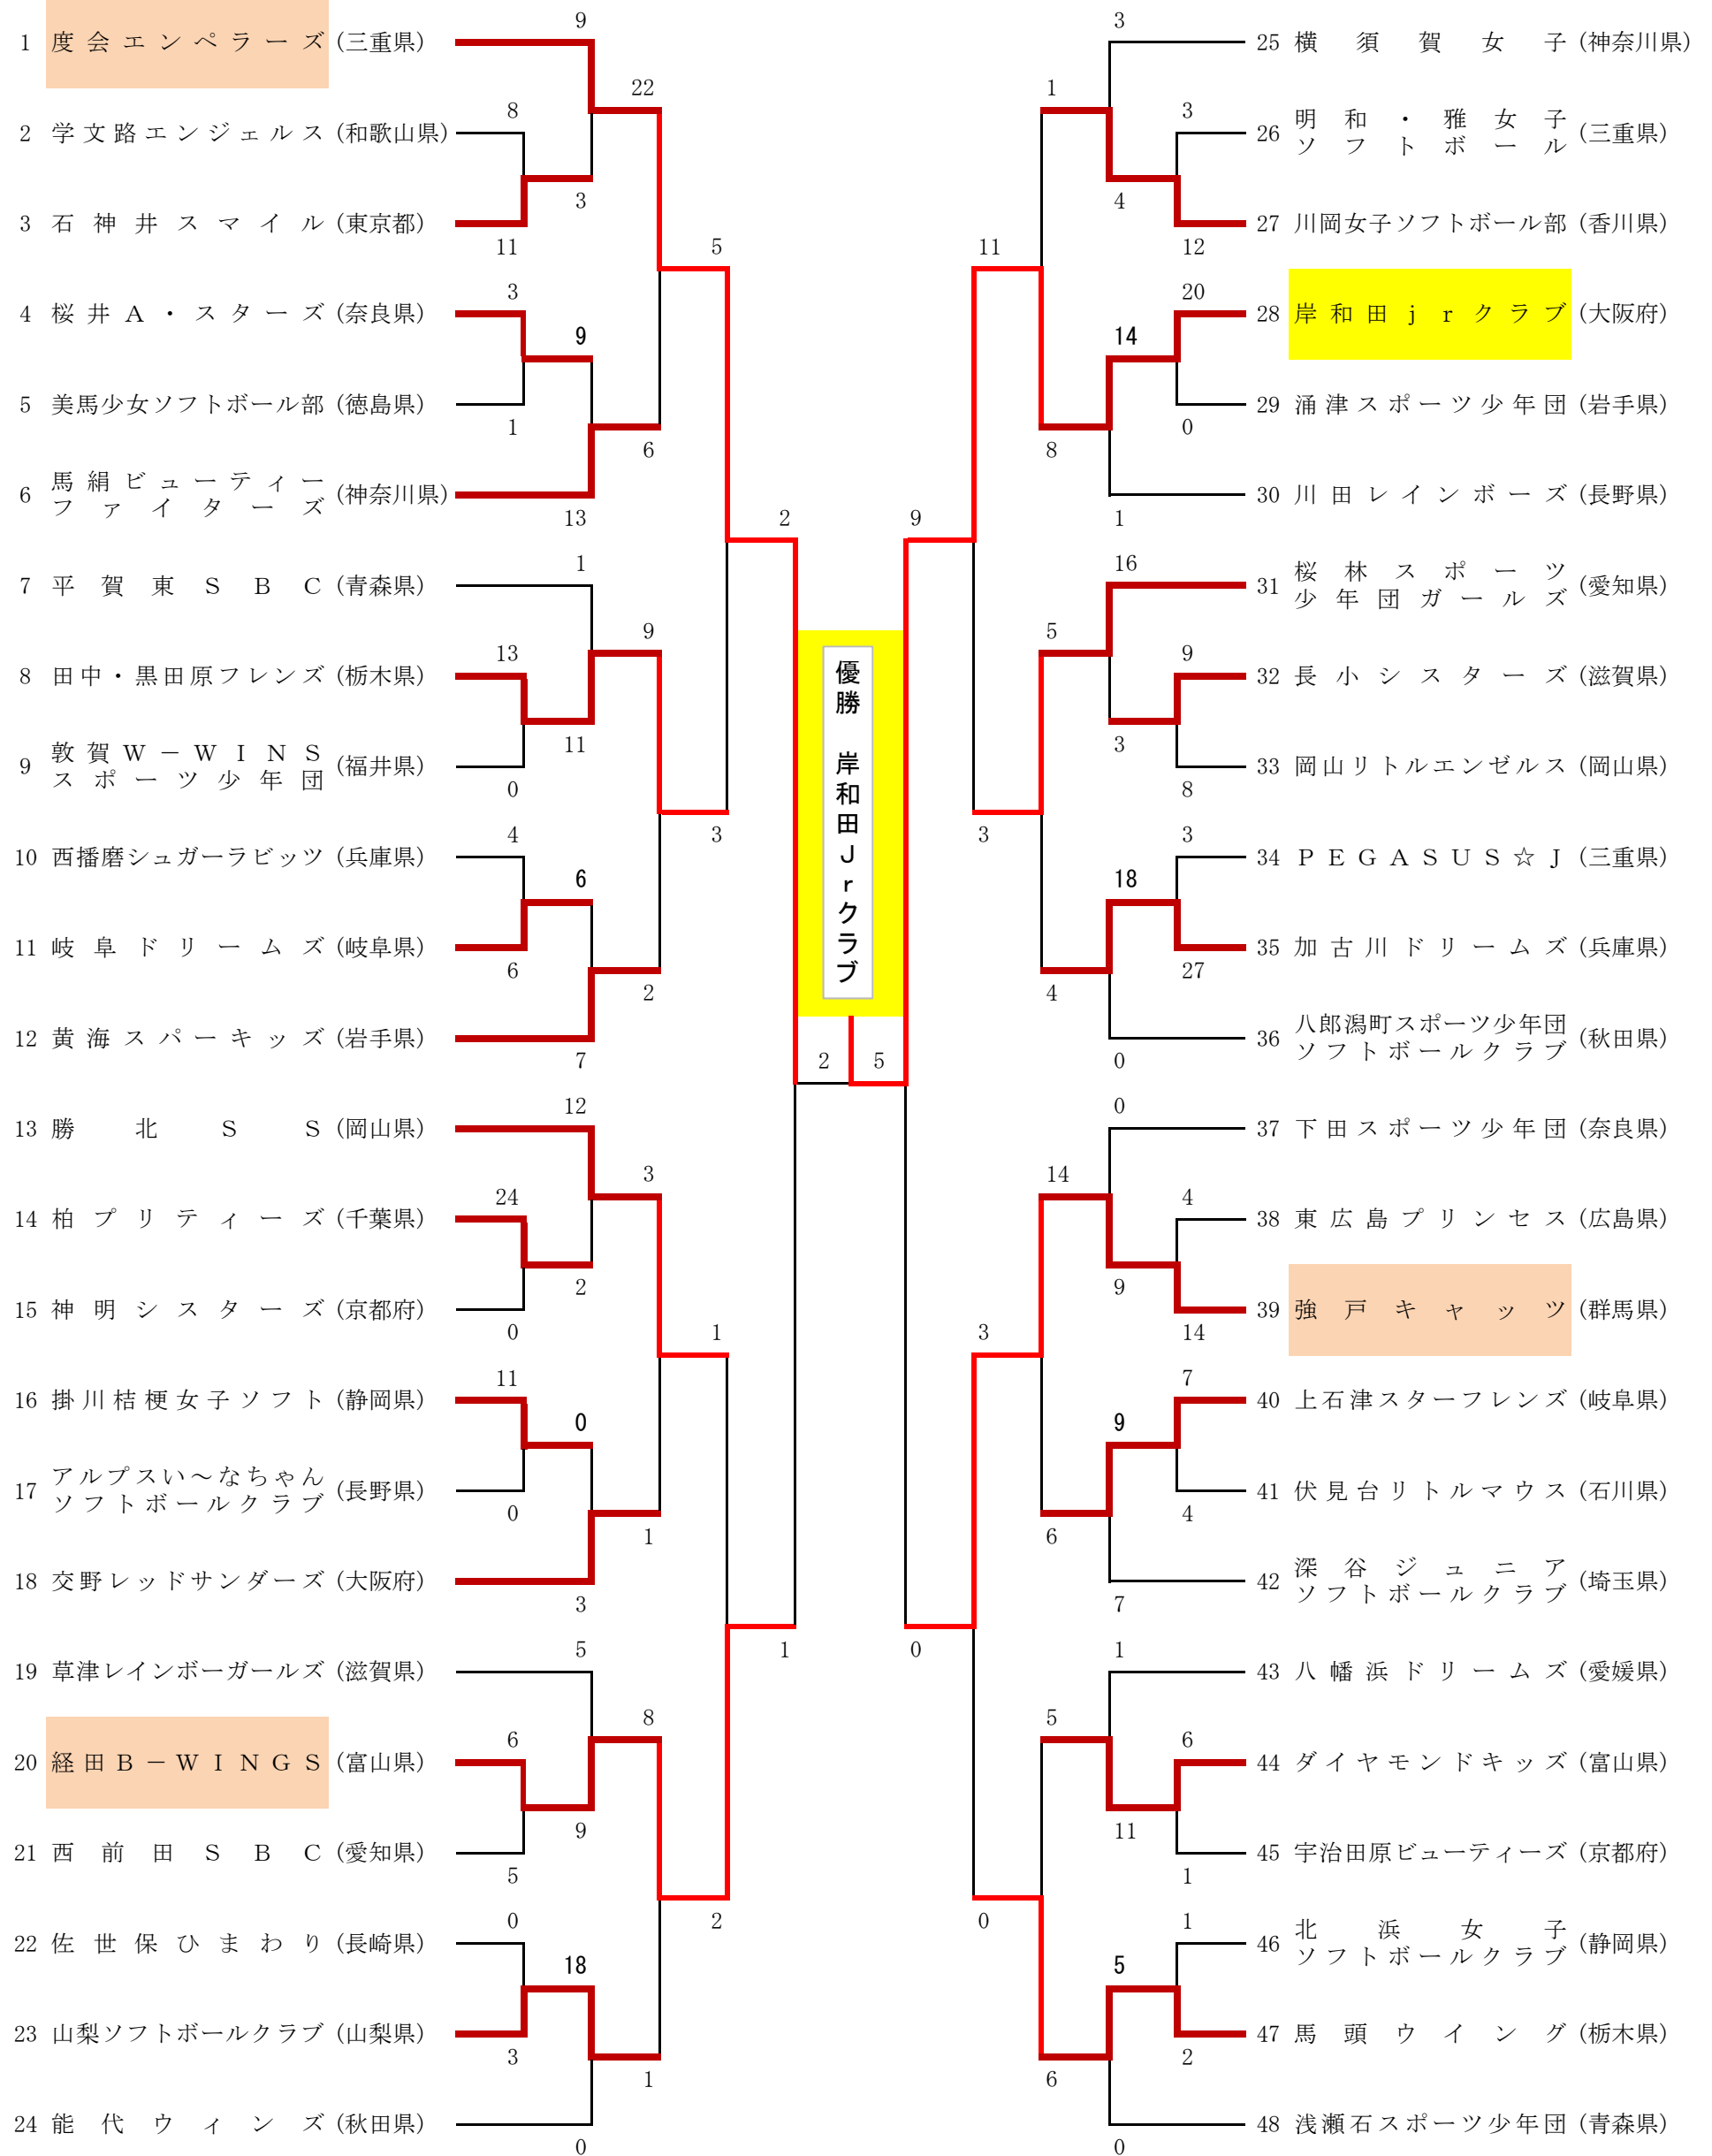 9
1 度会エンペラーズ (三重県)
22
8
2 学文路エンジェルス (和歌山県)
3
3 石神井スマイル (東京都)
11
5
3
4 桜井A・スターズ (奈良県)
9
5 美馬少女ソフトボール部 (徳島県)
1
6
6 馬絹ビューティー
ファイターズ (神奈川県)
13
2
1
7 平賀東SBC (青森県)
9
13
8 田中・黒田原フレンズ (栃木県)
11
9 敦賀W－WINS
スポーツ少年団 (福井県)
0
3
4
10 西播磨シュガーラビッツ (兵庫県)
6
11 岐阜ドリームズ (岐阜県)
6
2
12 黄海スパーキッズ (岩手県)
7
12
13 勝北SS (岡山県)
3
24
14 柏プリティーズ (千葉県)
2
15 神明シスターズ (京都府)
0
1
11
16 掛川桔梗女子ソフト (静岡県)
0
17 アルプスい～なちゃん
ソフトボールクラブ (長野県)
0
1
18 交野レッドサンダーズ (大阪府)
3
1
5
19 草津レインボーガールズ (滋賀県)
8
6
20 経田B－WINGS (富山県)
9
21 西前田SBC (愛知県)
5
2
0
22 佐世保ひまわり (長崎県)
18
23 山梨ソフトボールクラブ (山梨県)
3
1
24 能代ウィンズ (秋田県)
0
優勝 岸和田Jrクラブ
2 5
3
25 横須賀女子 (神奈川県)
1
3
26 明和・雅女子
ソフトボール (三重県)
4
27 川岡女子ソフトボール部 (香川県)
12
11
20
28 岸和田jrクラブ (大阪府)
14
29 涌津スポーツ少年団 (岩手県)
0
8
30 川田レインボーズ (長野県)
1
9
16
31 桜林スポーツ
少年団ガールズ (愛知県)
5
9
32 長小シスターズ (滋賀県)
3
33 岡山リトルエンゼルス (岡山県)
8
3
3
34 PEGASUS☆J (三重県)
18
35 加古川ドリームズ (兵庫県)
27
4
36 八郎潟町スポーツ少年団
ソフトボールクラブ (秋田県)
0
0
37 下田スポーツ少年団 (奈良県)
14
4
38 東広島プリンセス (広島県)
9
39 強戸キャッツ (群馬県)
14
3
7
40 上石津スターフレンズ (岐阜県)
9
41 伏見台リトルマウス (石川県)
4
6
42 深谷ジュニア
ソフトボールクラブ (埼玉県)
7
0
1
43 八幡浜ドリームズ (愛媛県)
5
6
44 ダイヤモンドキッズ (富山県)
11
45 宇治田原ビューティーズ (京都府)
1
0
1
46 北浜女子
ソフトボールクラブ (静岡県)
5
47 馬頭ウイング (栃木県)
2
6
48 浅瀬石スポーツ少年団 (青森県)
0